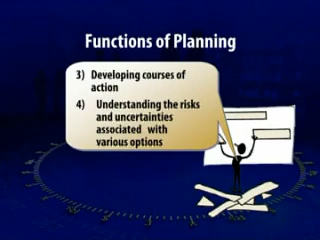 Functions of Planning
3) Developing courses of
action
4) Understanding the risks
and uncertainties
associated with
various options